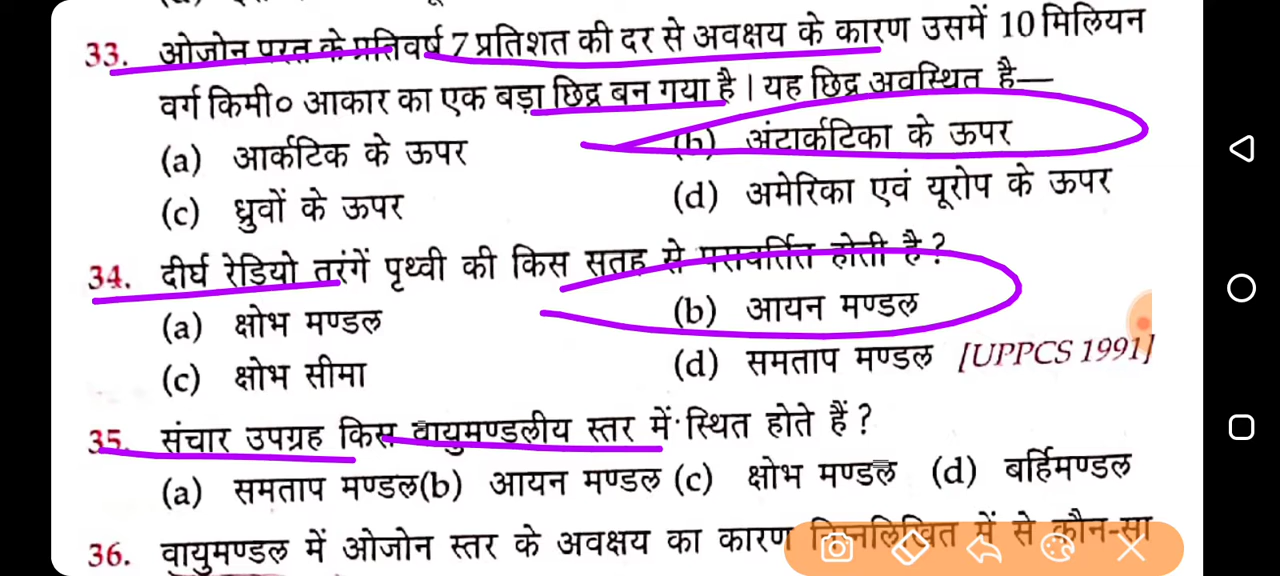 33. ओजोन परत के प्रतिवर्ष 7 प्रतिशत की दर से अवक्षय के कारण उसमें 10 मिलियन
वर्ग किमी० आकार का एक बड़ा छिद्र बन गया है। यह छिद्र अवस्थित है—
(a) आर्कटिक के ऊपर (b) अंटार्कटिका के ऊपर
(c) ध्रुवों के ऊपर (d) अमेरिका एवं यूरोप के ऊपर
34. दीर्घ रेडियो तरंगें पृथ्वी की किस सतह से परावर्तित होती है?
(a) क्षोभ मण्डल (b) आयन मण्डल
(c) क्षोभ सीमा (d) समताप मण्डल [UPPCS 1991]
35. संचार उपग्रह किस वायुमण्डलीय स्तर में स्थित होते हैं?
(a) समताप मण्डल (b) आयन मण्डल (c) क्षोभ मण्डल (d) बर्हिमण्डल
36. वायुमण्डल में ओजोन स्तर के अवक्षय का कारण निम्नलिखित में से कौन-सा